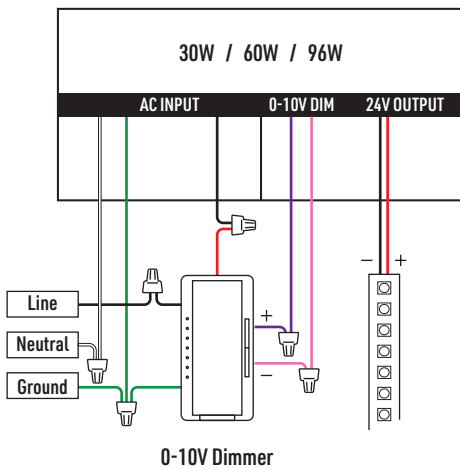 30W / 60W / 96W
AC INPUT 0-10V DIM 24V OUTPUT
− +
Line
+
Neutral
−
Ground
0-10V Dimmer